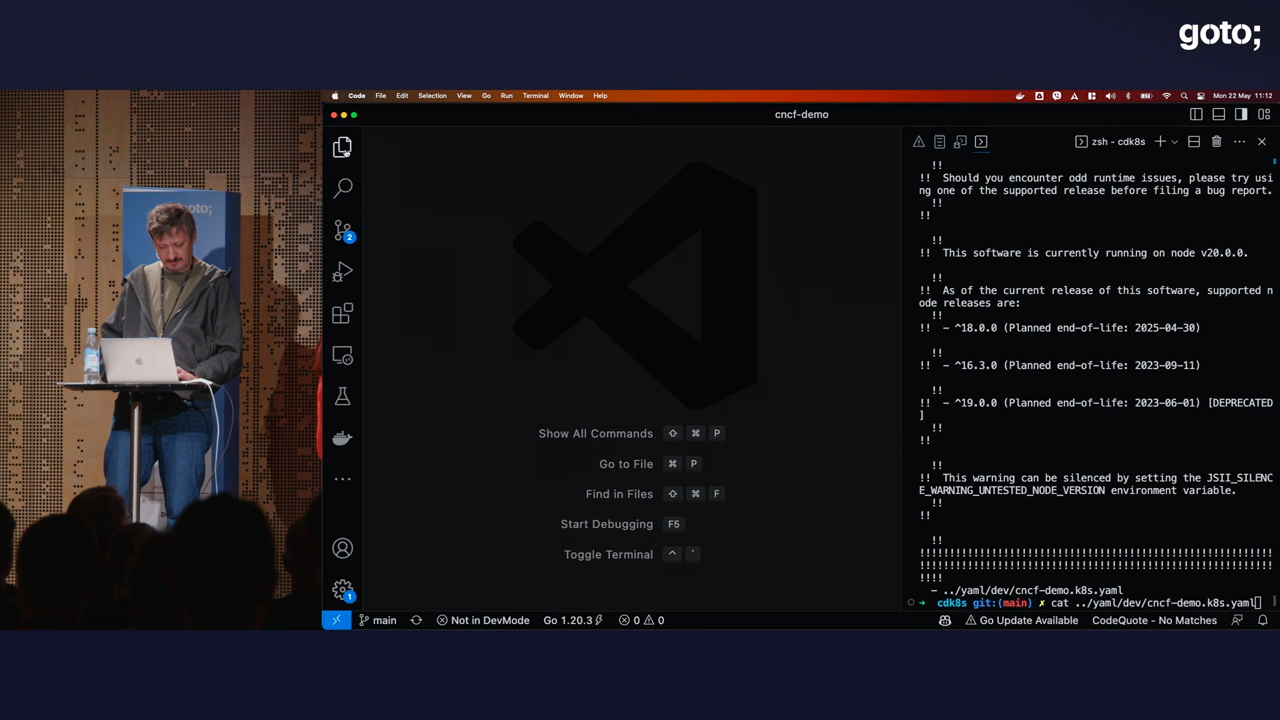 goto;
Code File Edit Selection View Go Run Terminal Window Help
Mon 22 May 11:12
cncf-demo
zsh - cdk8s
!!
!! Should you encounter odd runtime issues, please try usi
ng one of the supported release before filing a bug report.
!!
!!
!!
!! This software is currently running on node v20.0.0.
!!
!! As of the current release of this software, supported n
ode releases are:
!!
!! - ^18.0.0 (Planned end-of-life: 2025-04-30)
!!
!! - ^16.3.0 (Planned end-of-life: 2023-09-11)
!!
!! - ^19.0.0 (Planned end-of-life: 2023-06-01) [DEPRECATED
]
!!
!!
!!
!! This warning can be silenced by setting the JSII_SILENC
E_WARNING_UNTESTED_NODE_VERSION environment variable.
!!
!!
!!
!!!!!!!!!!!!!!!!!!!!!!!!!!!!!!!!!!!!!!!!!!!!!!!!!!!!!!!!!!!
!!!!!!!!!!!!!!!!!!!!!!!!!!!!!!!!!!!!!!!!!!!!!!!!!!!!!!!!!!!
!!!!
- ../yaml/dev/cncf-demo.k8s.yaml
→ cdk8s git:(main) ✗ cat ../yaml/dev/cncf-demo.k8s.yaml
Show All Commands ⇧ ⌘ P
Go to File ⌘ P
Find in Files ⇧ ⌘ F
Start Debugging F5
Toggle Terminal ^ `
2
1
goto;
main Not in DevMode Go 1.20.3 0 0
Go Update Available CodeQuote - No Matches